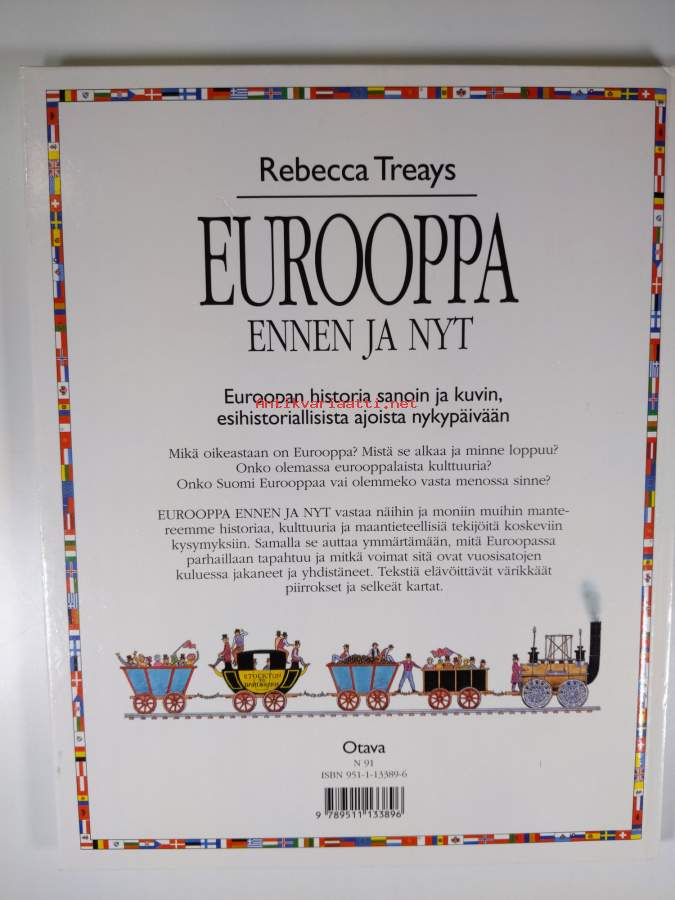 Rebecca Treays
EUROOPPA
ENNEN JA NYT
Euroopan historia sanoin ja kuvin,
Antikvariaatti.net
esihistoriallisista ajoista nykypäivään
Mikä oikeastaan on Eurooppa? Mistä se alkaa ja minne loppuu?
Onko olemassa eurooppalaista kulttuuria?
Onko Suomi Eurooppaa vai olemmeko vasta menossa sinne?
EUROOPPA ENNEN JA NYT vastaa näihin ja moniin muihin mante-
reemme historiaa, kulttuuria ja maantieteellisiä tekijöitä koskeviin
kysymyksiin. Samalla se auttaa ymmärtämään, mitä Euroopassa
parhaillaan tapahtuu ja mitkä voimat sitä ovat vuosisatojen
kuluessa jakaneet ja yhdistäneet. Tekstiä elävöittävät värikkäät
piirrokset ja selkeät kartat.
STOCKTON
Otava
N 91
ISBN 951-1-13389-6
9 789511 133896